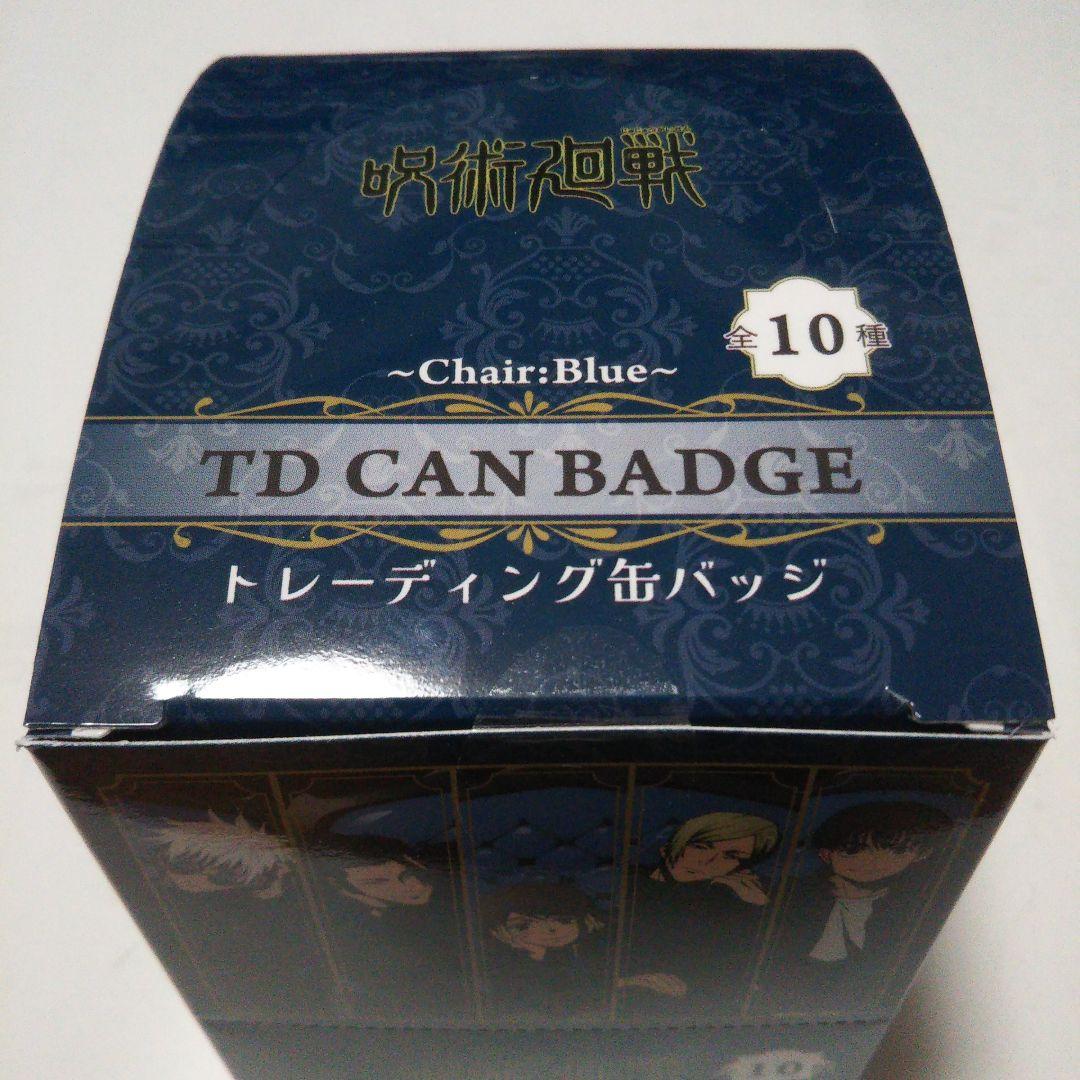 呪術廻戦
全10種
~Chair:Blue~
TD CAN BADGE
トレーディング缶バッジ
10